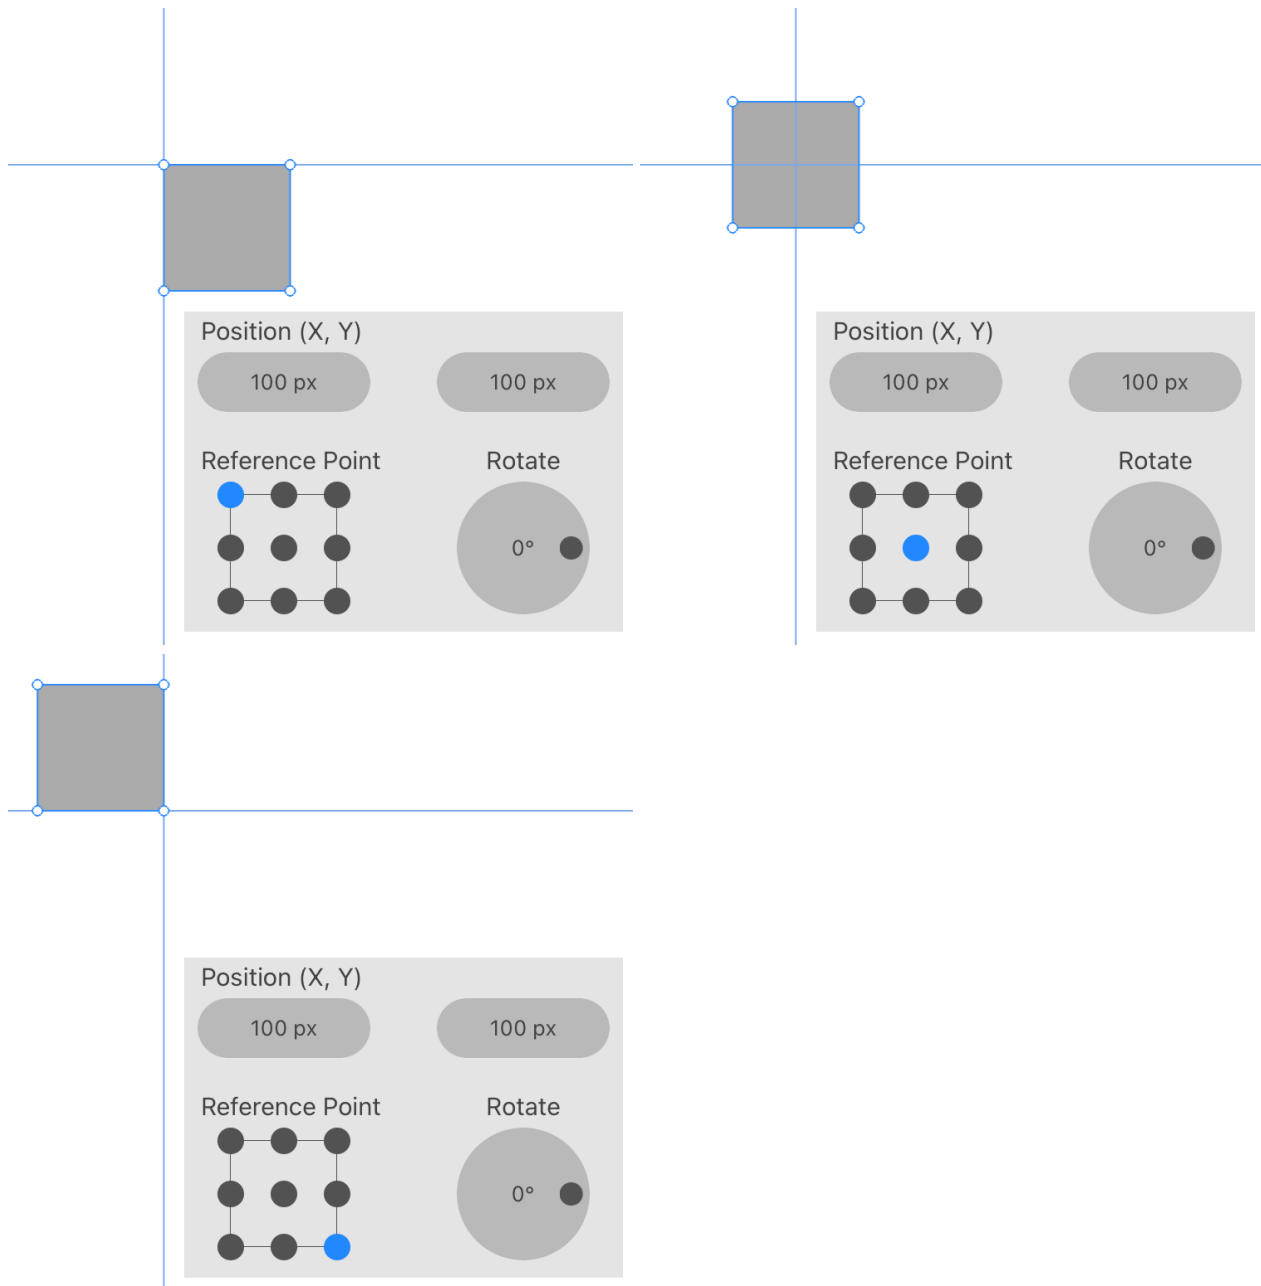 Position (X, Y)
100 px 100 px
Reference Point Rotate
0°
Position (X, Y)
100 px 100 px
Reference Point Rotate
0°
Position (X, Y)
100 px 100 px
Reference Point Rotate
0°